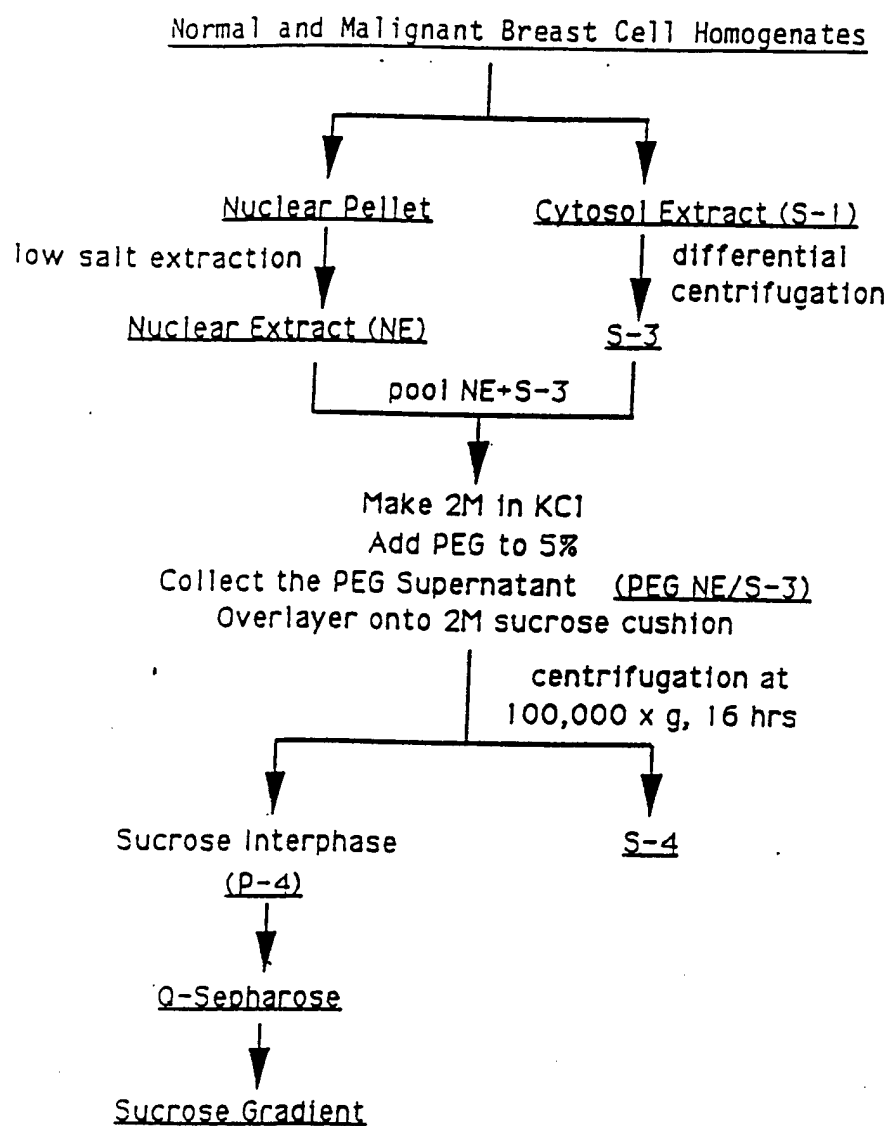 Normal and Malignant Breast Cell Homogenates
Nuclear Pellet
Cytosol Extract (S-1)
low salt extraction
differential
centrifugation
Nuclear Extract (NE)
S-3
pool NE+S-3
Make 2M in KCl
Add PEG to 5%
Collect the PEG Supernatant (PEG NE/S-3)
Overlayer onto 2M sucrose cushion
centrifugation at
100,000 x g, 16 hrs
Sucrose Interphase
(P-4)
S-4
Q-Sepharose
Sucrose Gradient